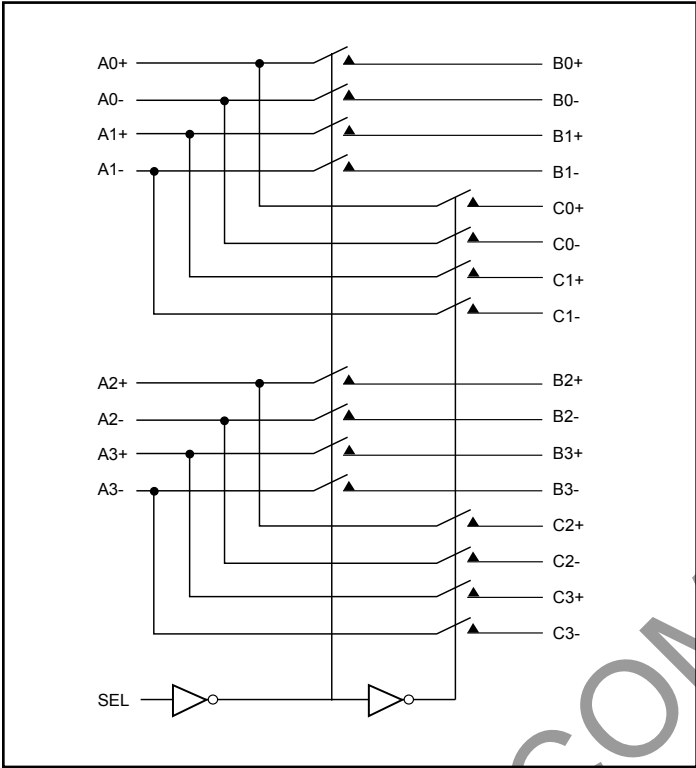 A0+ B0+
A0- B0-
A1+ B1+
A1- B1-
C0+
C0-
C1+
C1-
A2+ B2+
A2- B2-
A3+ B3+
A3- B3-
C2+
C2-
C3+
C3-
SEL